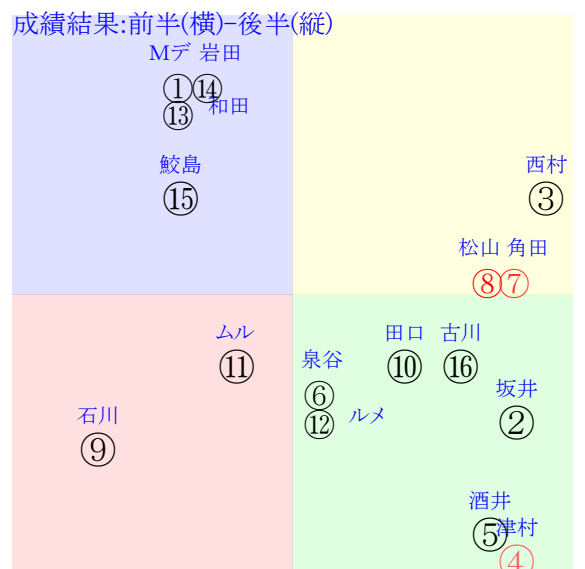 成績結果:前半(横)-後半(縦)
Mデ 岩田
①⑭
⑬ 和田
鮫島
⑮
西村
③
松山 角田
⑧⑦
ムル
⑪
田口 古川
⑩ ⑯
泉谷
⑥
⑫ ルメ
坂井
②
石川
⑨
酒井
⑤
津村
④